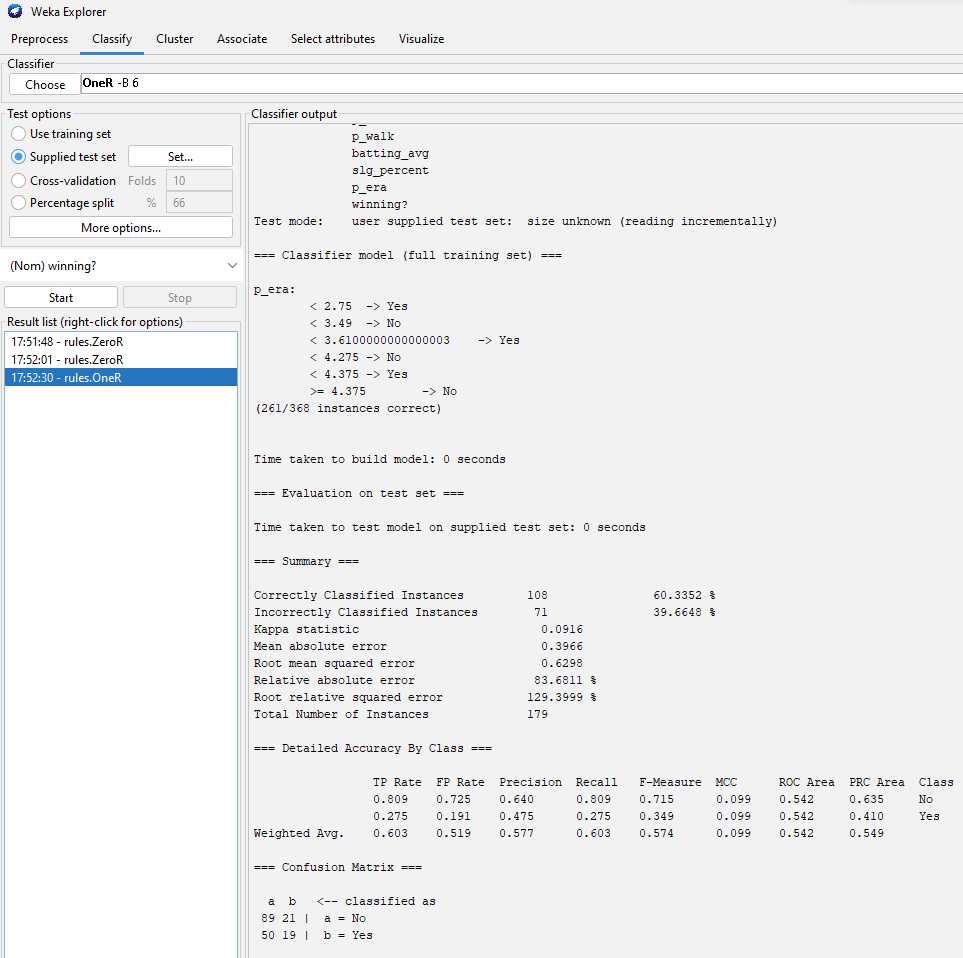 Weka Explorer
Preprocess Classify Cluster Associate Select attributes Visualize
Classifier
Choose OneR -B 6
Test options
Use training set
Supplied test set Set...
Cross-validation Folds 10
Percentage split % 66
More options...
(Nom) winning?
Start Stop
Result list (right-click for options)
17:51:48 - rules.ZeroR
17:52:01 - rules.ZeroR
17:52:30 - rules.OneR
Classifier output
p_walk
batting_avg
slg_percent
p_era
winning?
Test mode: user supplied test set: size unknown (reading incrementally)
=== Classifier model (full training set) ===
p_era:
< 2.75 -> Yes
< 3.49 -> No
< 3.6100000000000003 -> Yes
< 4.275 -> No
< 4.375 -> Yes
>= 4.375 -> No
(261/368 instances correct)
Time taken to build model: 0 seconds
=== Evaluation on test set ===
Time taken to test model on supplied test set: 0 seconds
=== Summary ===
Correctly Classified Instances 108 60.3352 %
Incorrectly Classified Instances 71 39.6648 %
Kappa statistic 0.0916
Mean absolute error 0.3966
Root mean squared error 0.6298
Relative absolute error 83.6811 %
Root relative squared error 129.3999 %
Total Number of Instances 179
=== Detailed Accuracy By Class ===
TP Rate FP Rate Precision Recall F-Measure MCC ROC Area PRC Area Class
0.809 0.725 0.640 0.809 0.715 0.099 0.542 0.635 No
0.275 0.191 0.475 0.275 0.349 0.099 0.542 0.410 Yes
Weighted Avg. 0.603 0.519 0.577 0.603 0.574 0.099 0.542 0.549
=== Confusion Matrix ===
a b <-- classified as
89 21 | a = No
50 19 | b = Yes